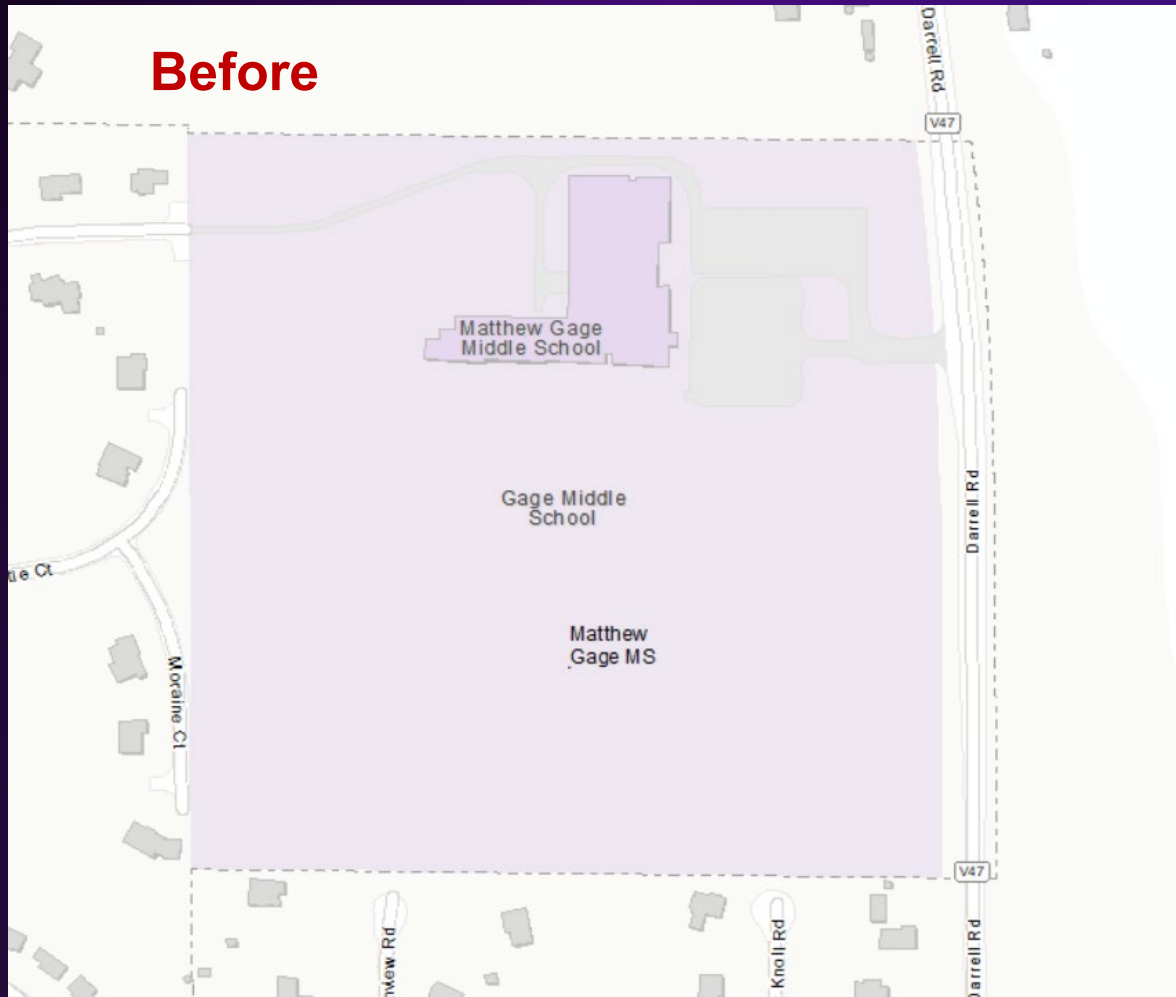 Before
Darrell Rd
V47
Matthew Gage
Middle School
Gage Middle
School
Darrell Rd
Matthew
Gage MS
Moraine Ct
V47
Knoll Rd
Darrell Rd